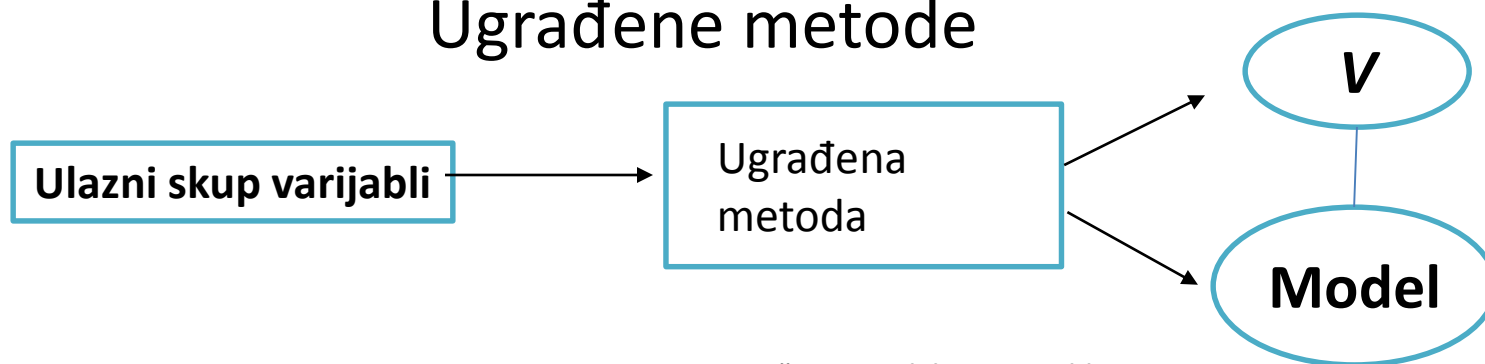 Ugrađene metode
Ulazni skup varijabli
Ugrađena
metoda
V
Model